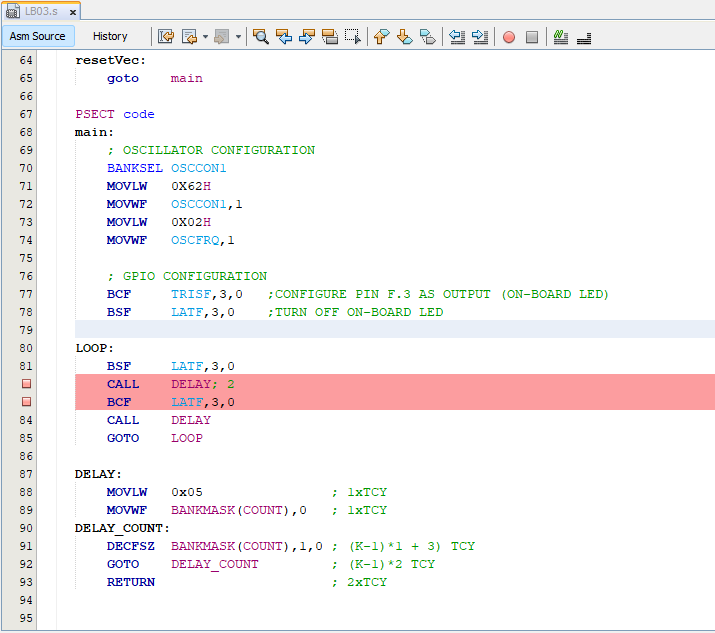 LB03.s x
Asm Source History
64 resetVec:
65 goto main
66
67 PSECT code
68 main:
69 ; OSCILLATOR CONFIGURATION
70 BANKSEL OSCCON1
71 MOVLW 0X62H
72 MOVWF OSCCON1,1
73 MOVLW 0X02H
74 MOVWF OSCFRQ,1
75
76 ; GPIO CONFIGURATION
77 BCF TRISF,3,0 ;CONFIGURE PIN F.3 AS OUTPUT (ON-BOARD LED)
78 BSF LATF,3,0 ;TURN OFF ON-BOARD LED
79
80 LOOP:
81 BSF LATF,3,0
CALL DELAY; 2
BCF LATF,3,0
84 CALL DELAY
85 GOTO LOOP
86
87 DELAY:
88 MOVLW 0x05 ; 1xTCY
89 MOVWF BANKMASK(COUNT),0 ; 1xTCY
90 DELAY_COUNT:
91 DECFSZ BANKMASK(COUNT),1,0 ; (K-1)*1 + 3) TCY
92 GOTO DELAY_COUNT ; (K-1)*2 TCY
93 RETURN ; 2xTCY
94
95